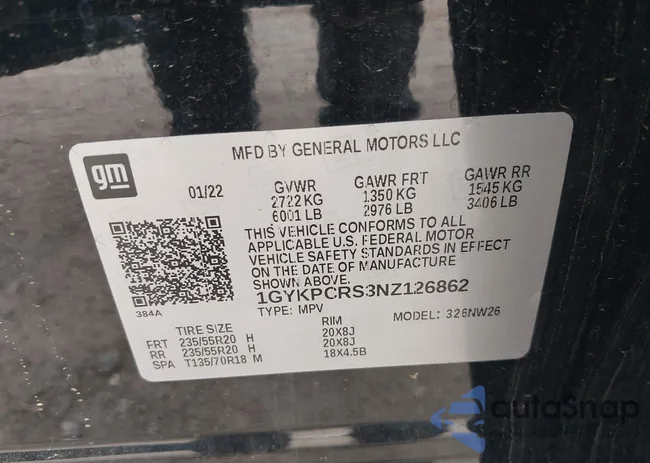 gm
MFD BY GENERAL MOTORS LLC
01/22 GVWR GAWR FRT GAWR RR
2722 KG 1350 KG 1545 KG
6001 LB 2976 LB 3406 LB
THIS VEHICLE CONFORMS TO ALL
APPLICABLE U.S. FEDERAL MOTOR
VEHICLE SAFETY STANDARDS IN EFFECT
ON THE DATE OF MANUFACTURE
SHOWN ABOVE.
1GYKPCRS3NZ126862
384A
TYPE: MPV MODEL: 326NW26
TIRE SIZE RIM
FRT 235/55R20 H 20X8J
RR 235/55R20 H 20X8J
SPA T135/70R18 M 18X4.5B
autoSnap